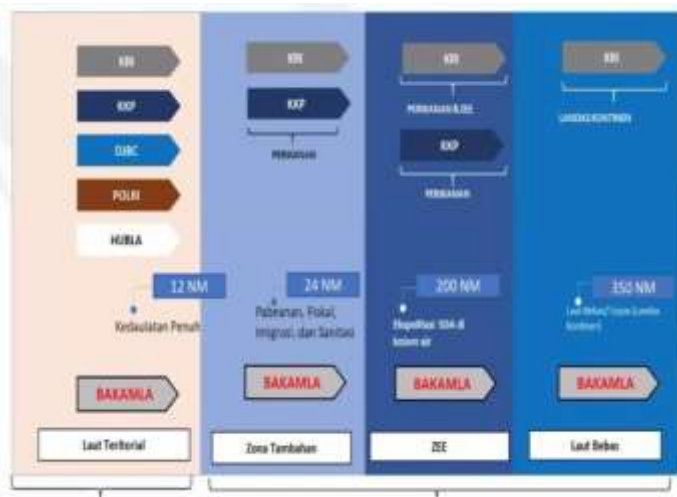 KRI
KKP
DJBC
POLRI
HUBLA
12 NM
Kedaulatan Penuh
BAKAMLA
Laut Teritorial
KRI
KKP
PERIKANAN
24 NM
Pabeanan, Fiskal,
Imigrasi, dan Sanitasi
BAKAMLA
Zona Tambahan
KRI
PERIKANAN & ZEE
KKP
PERIKANAN
200 NM
Eksploitasi SDA di
kolom air
BAKAMLA
ZEE
KRI
LANDAS KONTINEN
350 NM
Laut Bebas/
BAKAMLA
Laut Bebas